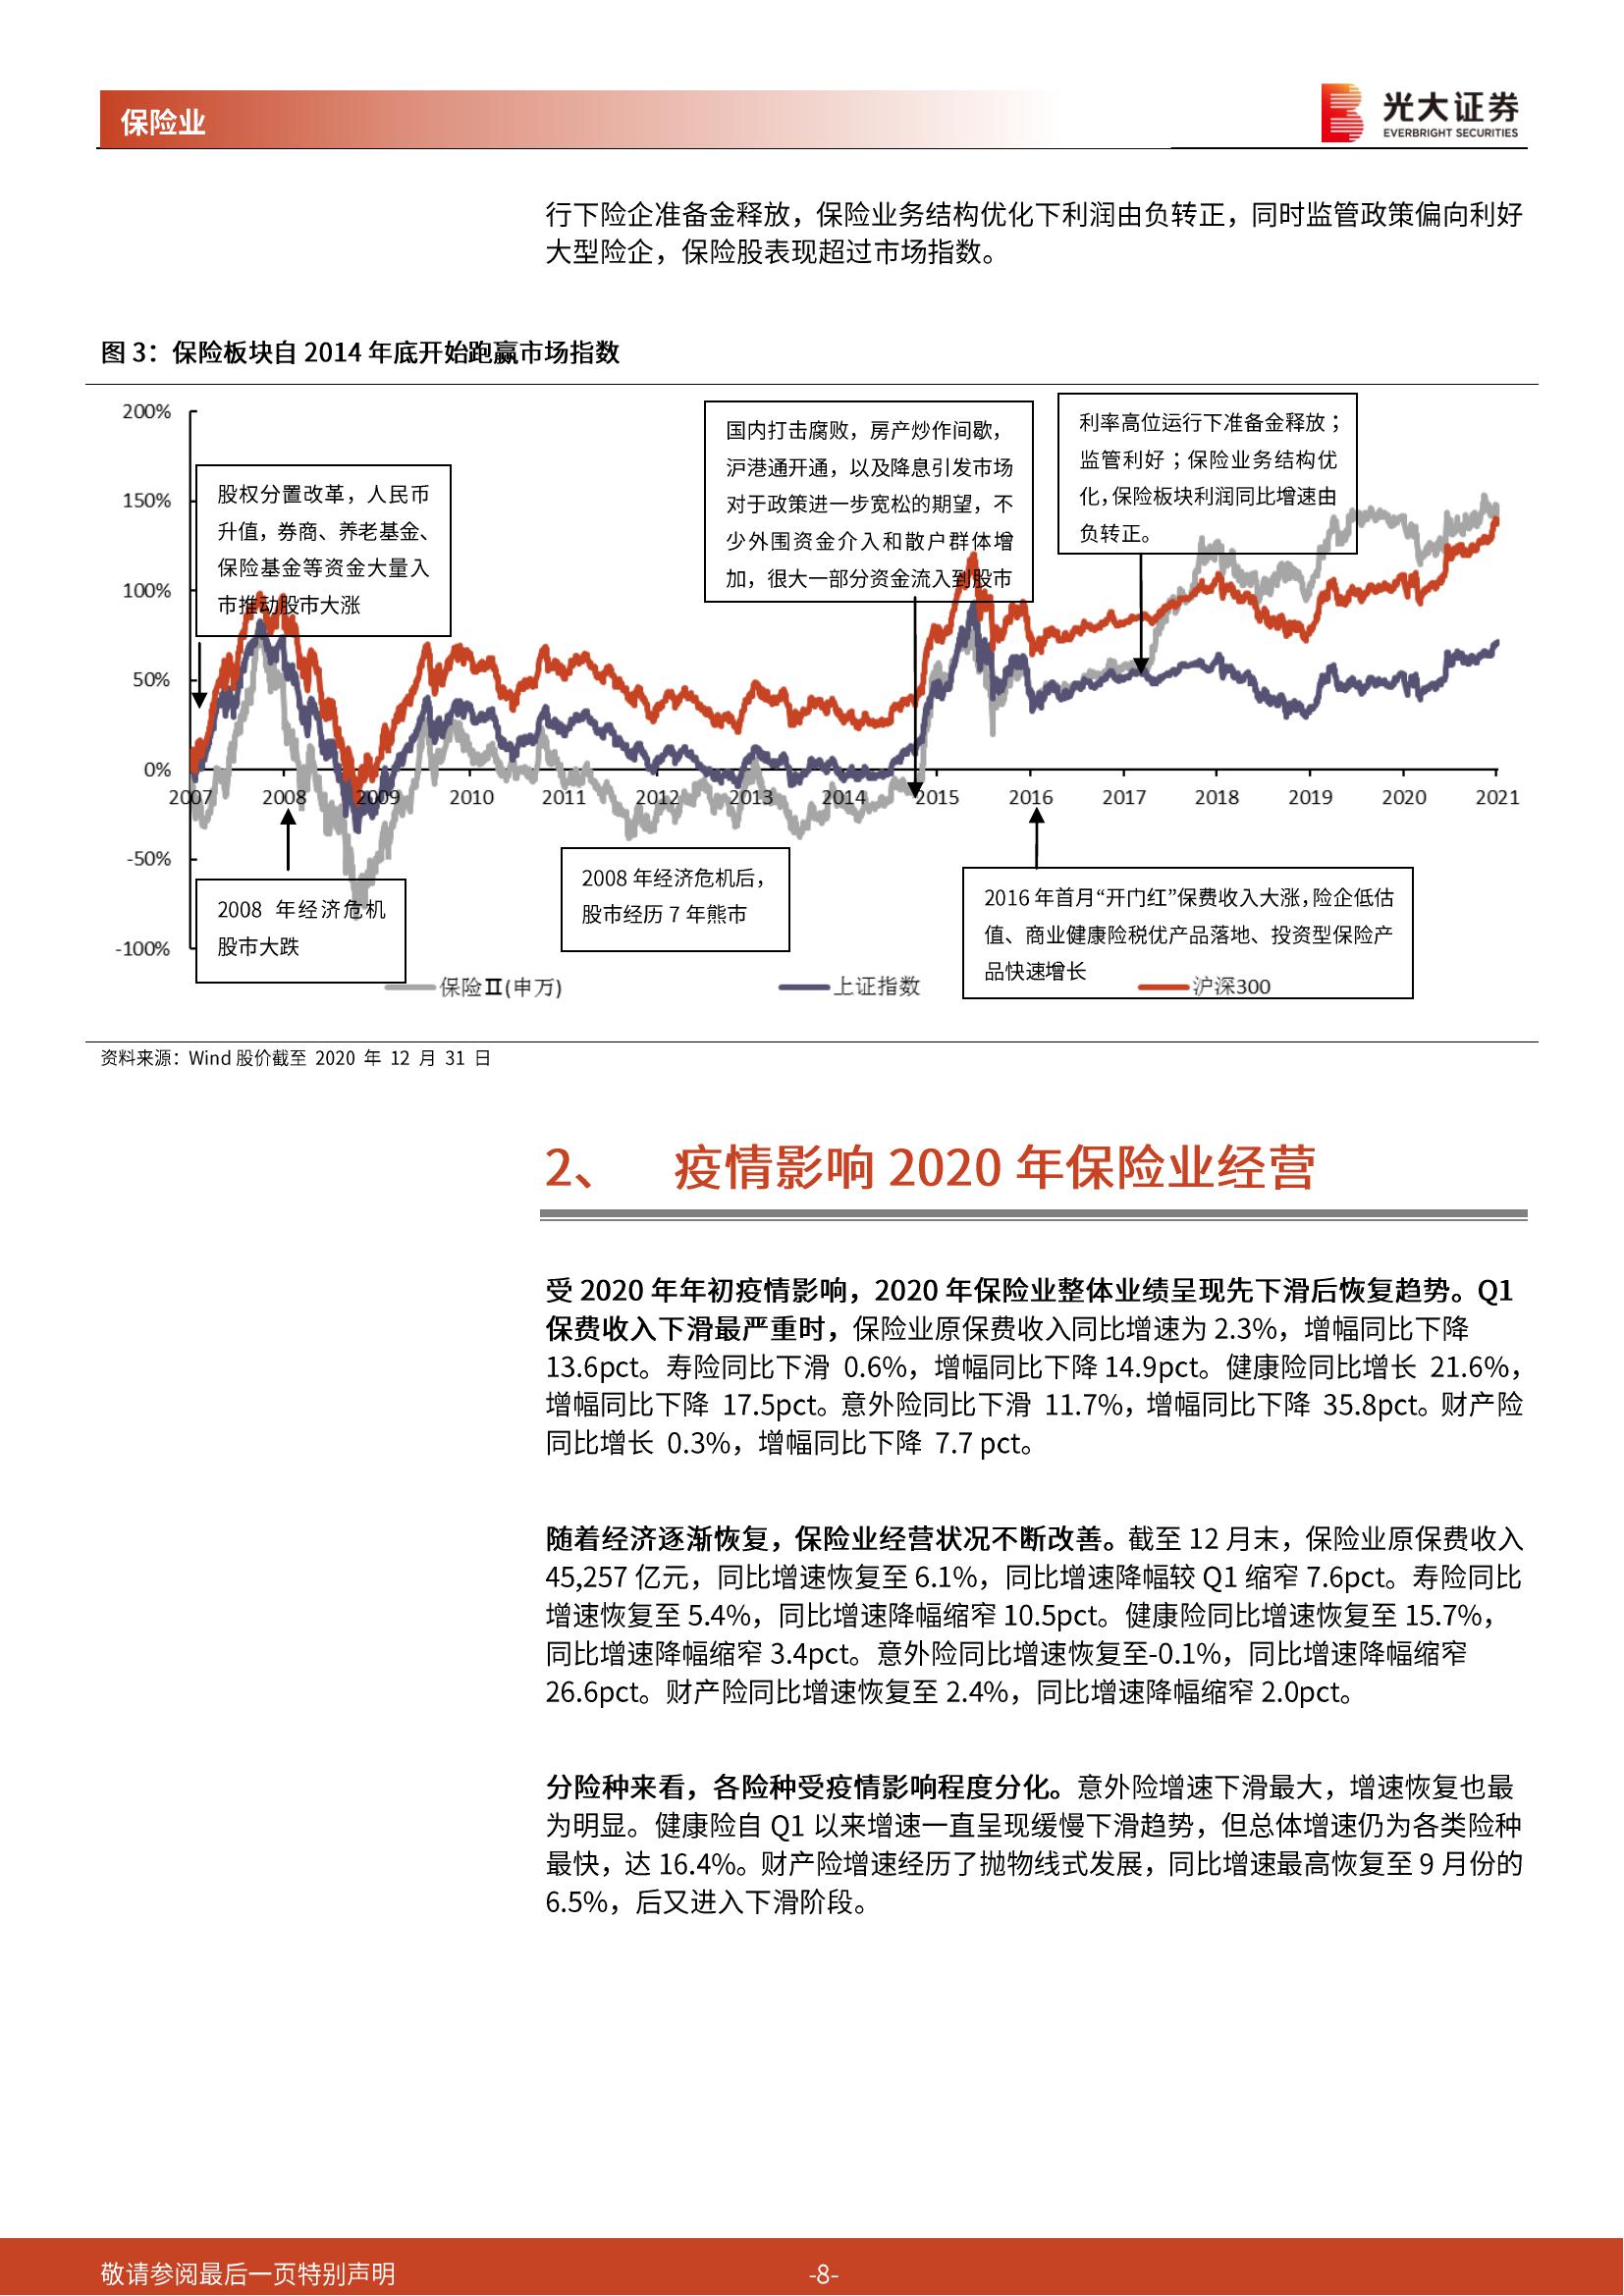 保险业
光大证券
EVERBRIGHT SECURITIES
行下险企准备金释放，保险业务结构优化下利润由负转正，同时监管政策偏向利好
大型险企，保险股表现超过市场指数。
图 3：保险板块自 2014 年底开始跑赢市场指数
200%
150%
100%
50%
0%
-50%
-100%
股权分置改革，人民币
升值，券商、养老基金、
保险基金等资金大量入
市推动股市大涨
国内打击腐败，房产炒作间歇，
沪港通开通，以及降息引发市场
对于政策进一步宽松的期望，不
少外围资金介入和散户群体增
加，很大一部分资金流入到股市
利率高位运行下准备金释放；
监管利好；保险业务结构优
化，保险板块利润同比增速由
负转正。
2007 2008 2009 2010 2011 2012 2013 2014 2015 2016 2017 2018 2019 2020 2021
2008 年经济危机
股市大跌
2008 年经济危机后，
股市经历 7 年熊市
2016 年首月“开门红”保费收入大涨，险企低估
值、商业健康险税优产品落地、投资型保险产
品快速增长
保险Ⅱ(申万) 上证指数 沪深300
资料来源：Wind 股价截至 2020 年 12 月 31 日
2、 疫情影响 2020 年保险业经营
受 2020 年年初疫情影响，2020 年保险业整体业绩呈现先下滑后恢复趋势。Q1
保费收入下滑最严重时，保险业原保费收入同比增速为 2.3%，增幅同比下降
13.6pct。寿险同比下滑 0.6%，增幅同比下降 14.9pct。健康险同比增长 21.6%，
增幅同比下降 17.5pct。意外险同比下滑 11.7%，增幅同比下降 35.8pct。财产险
同比增长 0.3%，增幅同比下降 7.7 pct。
随着经济逐渐恢复，保险业经营状况不断改善。截至 12 月末，保险业原保费收入
45,257 亿元，同比增速恢复至 6.1%，同比增速降幅较 Q1 缩窄 7.6pct。寿险同比
增速恢复至 5.4%，同比增速降幅缩窄 10.5pct。健康险同比增速恢复至 15.7%，
同比增速降幅缩窄 3.4pct。意外险同比增速恢复至-0.1%，同比增速降幅缩窄
26.6pct。财产险同比增速恢复至 2.4%，同比增速降幅缩窄 2.0pct。
分险种来看，各险种受疫情影响程度分化。意外险增速下滑最大，增速恢复也最
为明显。健康险自 Q1 以来增速一直呈现缓慢下滑趋势，但总体增速仍为各类险种
最快，达 16.4%。财产险增速经历了抛物线式发展，同比增速最高恢复至 9 月份的
6.5%，后又进入下滑阶段。
敬请参阅最后一页特别声明
-8-